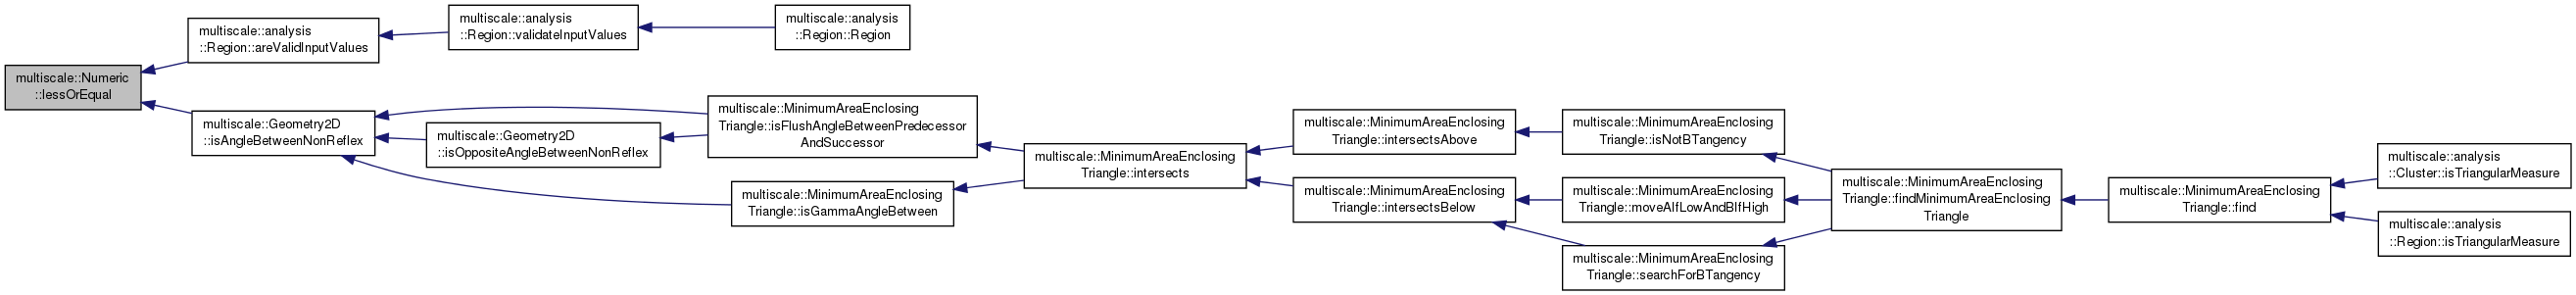 multiscale::Numeric
::lessOrEqual
multiscale::analysis
::Region::areValidInputValues
multiscale::analysis
::Region::validateInputValues
multiscale::analysis
::Region::Region
multiscale::Geometry2D
::isAngleBetweenNonReflex
multiscale::Geometry2D
::isOppositeAngleBetweenNonReflex
multiscale::MinimumAreaEnclosing
Triangle::isFlushAngleBetweenPredecessor
AndSuccessor
multiscale::MinimumAreaEnclosing
Triangle::isGammaAngleBetween
multiscale::MinimumAreaEnclosing
Triangle::intersects
multiscale::MinimumAreaEnclosing
Triangle::intersectsAbove
multiscale::MinimumAreaEnclosing
Triangle::intersectsBelow
multiscale::MinimumAreaEnclosing
Triangle::isNotBTangency
multiscale::MinimumAreaEnclosing
Triangle::moveAIfLowAndBIfHigh
multiscale::MinimumAreaEnclosing
Triangle::searchForBTangency
multiscale::MinimumAreaEnclosing
Triangle::findMinimumAreaEnclosing
Triangle
multiscale::MinimumAreaEnclosing
Triangle::find
multiscale::analysis
::Cluster::isTriangularMeasure
multiscale::analysis
::Region::isTriangularMeasure